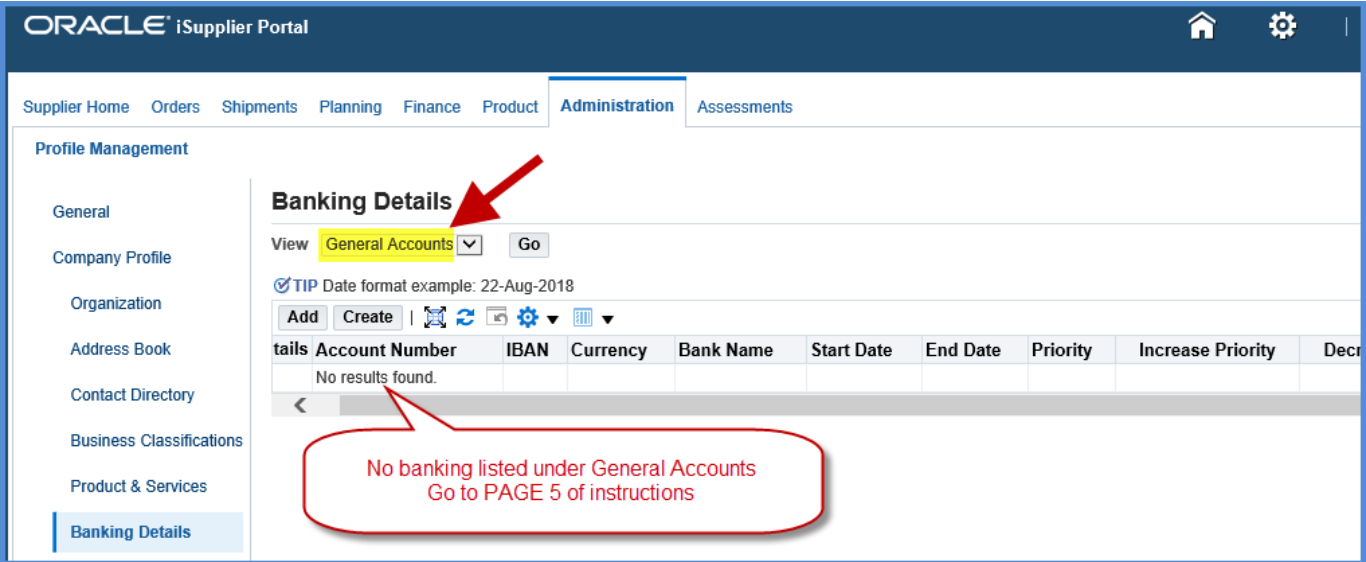 ORACLE iSupplier Portal
Supplier Home Orders Shipments Planning Finance Product Administration Assessments
Profile Management
General
Company Profile
Organization
Address Book
Contact Directory
Business Classifications
Product & Services
Banking Details
Banking Details
View General Accounts Go
TIP Date format example: 22-Aug-2018
Add Create
tails Account Number IBAN Currency Bank Name Start Date End Date Priority Increase Priority Decr
No results found.
No banking listed under General Accounts
Go to PAGE 5 of instructions